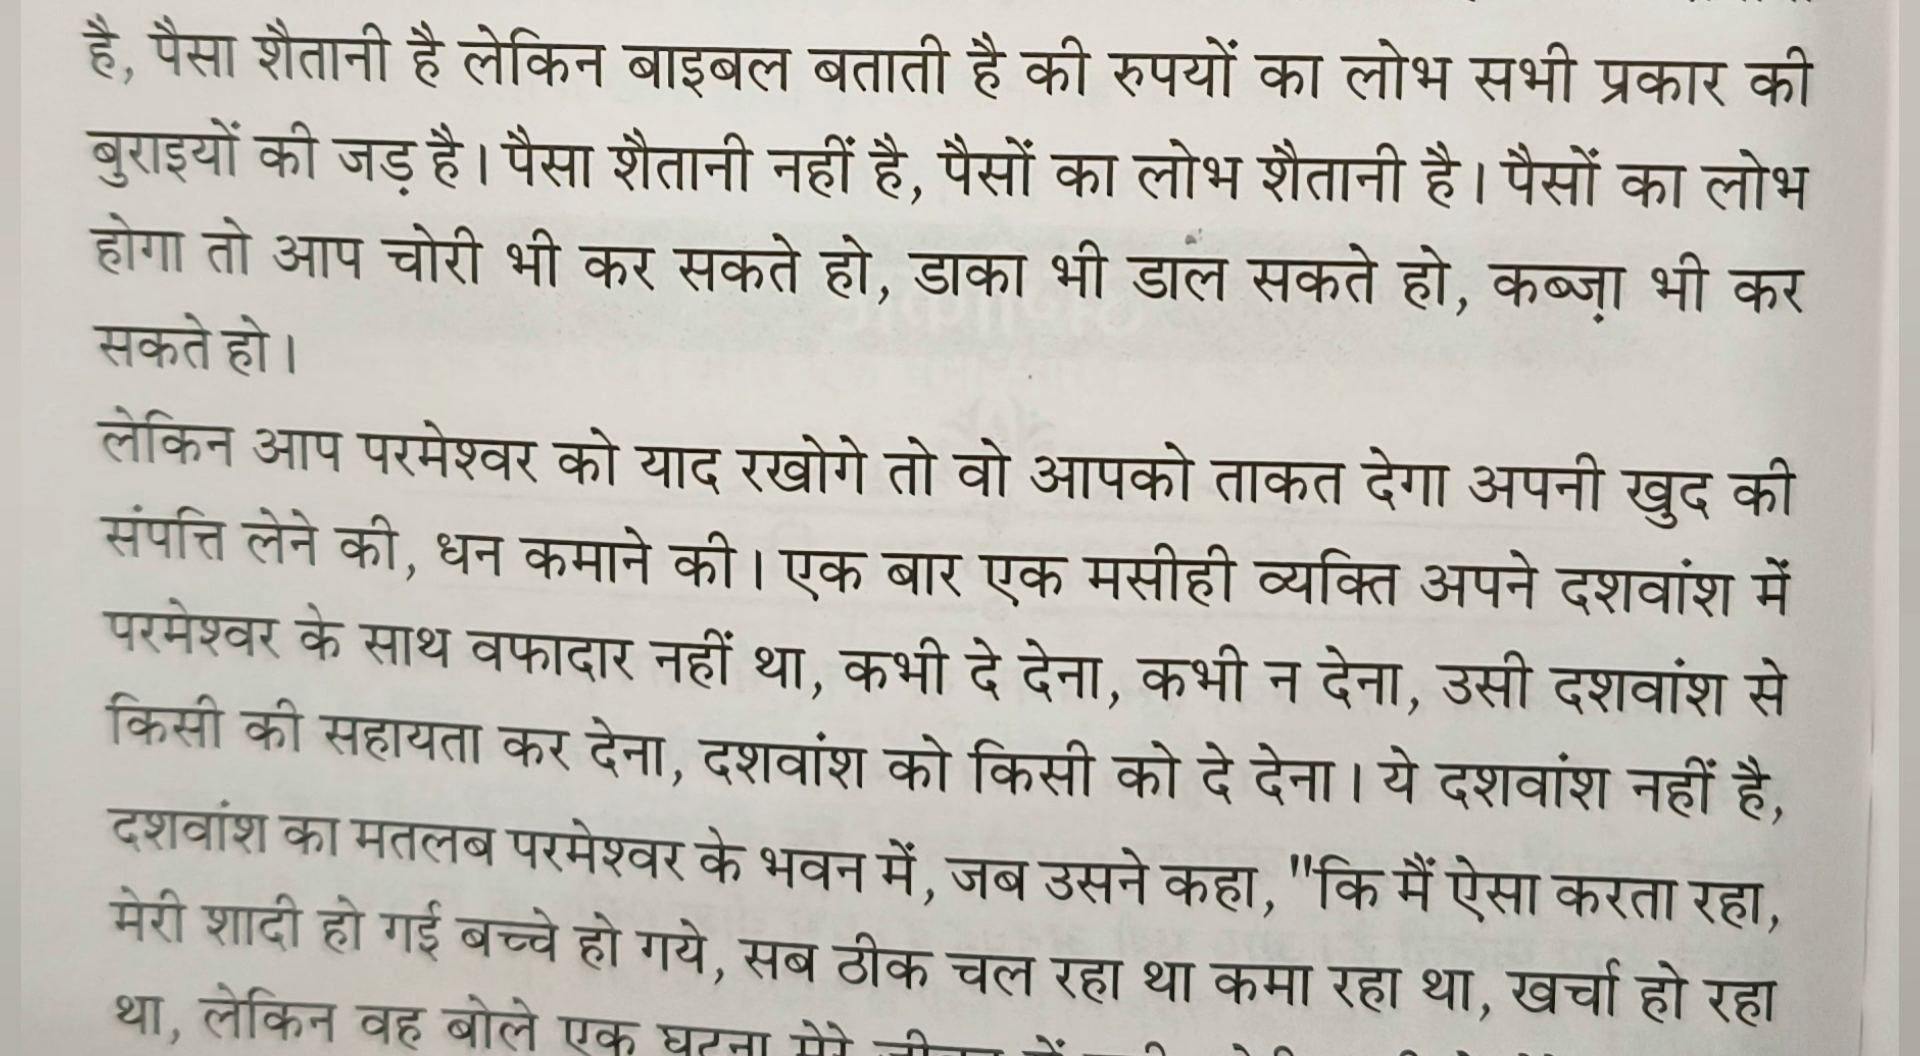 है, पैसा शैतानी है लेकिन बाइबल बताती है की रुपयों का लोभ सभी प्रकार की
बुराइयों की जड़ है। पैसा शैतानी नहीं है, पैसों का लोभ शैतानी है। पैसों का लोभ
होगा तो आप चोरी भी कर सकते हो, डाका भी डाल सकते हो, कब्ज़ा भी कर
सकते हो।
लेकिन आप परमेश्वर को याद रखोगे तो वो आपको ताकत देगा अपनी खुद की
संपत्ति लेने की, धन कमाने की। एक बार एक मसीही व्यक्ति अपने दशवांश में
परमेश्वर के साथ वफादार नहीं था, कभी दे देना, कभी न देना, उसी दशवांश से
किसी की सहायता कर देना, दशवांश को किसी को दे देना। ये दशवांश नहीं है,
दशवांश का मतलब परमेश्वर के भवन में, जब उसने कहा, "कि मैं ऐसा करता रहा,
मेरी शादी हो गई बच्चे हो गये, सब ठीक चल रहा था कमा रहा था, खर्चा हो रहा
था, लेकिन वह बोले एक घटना मेरे